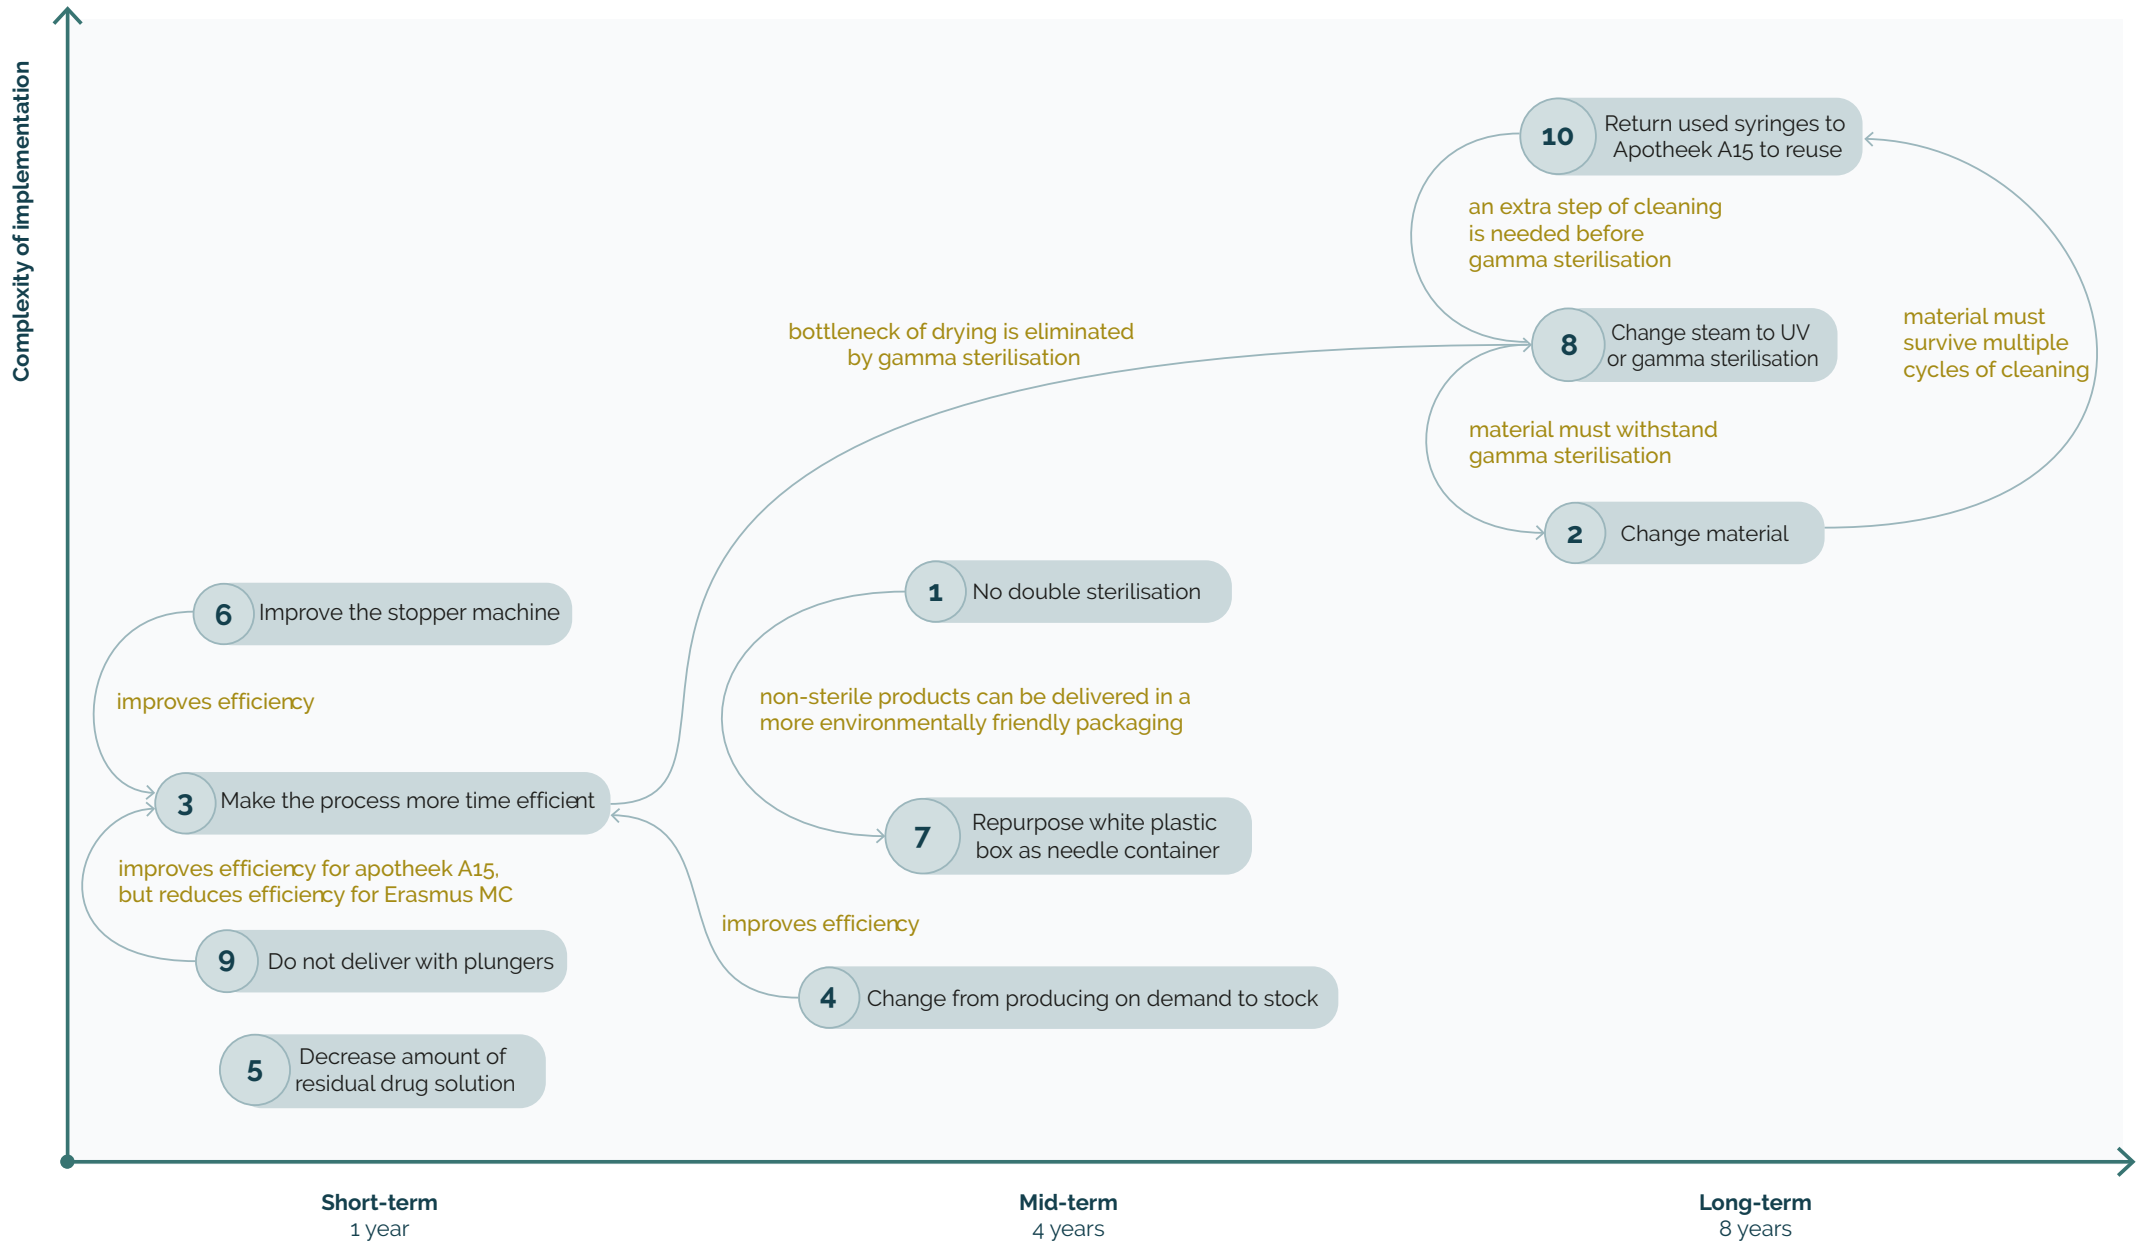 Complexity of implementation
10
Return used syringes to
Apotheek A15 to reuse
an extra step of cleaning
is needed before
gamma sterilisation
material must
survive multiple
cycles of cleaning
bottleneck of drying is eliminated
by gamma sterilisation
8
Change steam to UV
or gamma sterilisation
material must withstand
gamma sterilisation
2
Change material
6
Improve the stopper machine
1
No double sterilisation
improves efficiency
non-sterile products can be delivered in a
more environmentally friendly packaging
3
Make the process more time efficient
7
Repurpose white plastic
box as needle container
improves efficiency for apotheek A15,
but reduces efficiency for Erasmus MC
improves efficiency
9
Do not deliver with plungers
4
Change from producing on demand to stock
5
Decrease amount of
residual drug solution
Short-term
1 year
Mid-term
4 years
Long-term
8 years